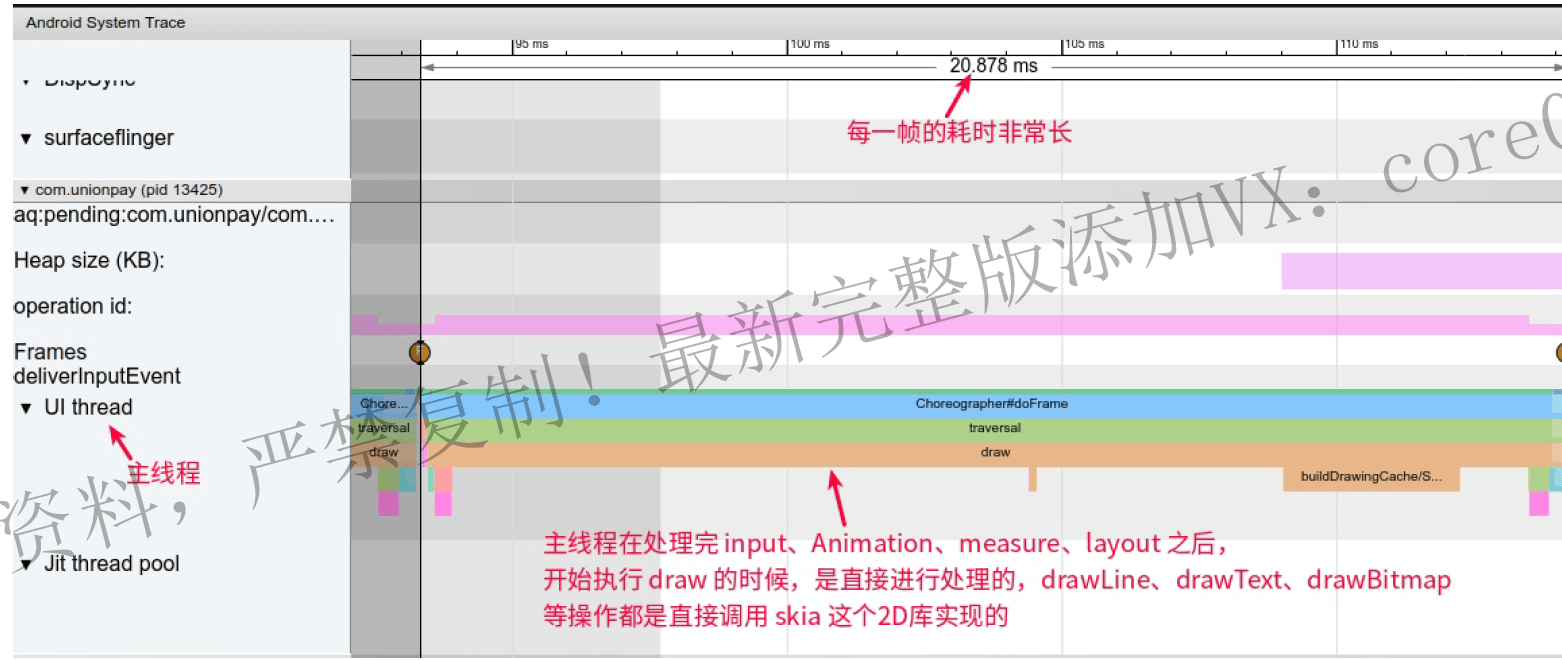 Android System Trace
95 ms
100 ms
105 ms
110 ms
DispSync
20.878 ms
每一帧的耗时非常长
surfaceflinger
com.unionpay (pid 13425)
aq:pending:com.unionpay/com.…
Heap size (KB):
operation id:
Frames
deliverInputEvent
UI thread
Chore...
Choreographer#doFrame
traversal
traversal
draw
draw
主线程
buildDrawingCache/S...
主线程在处理完 input、Animation、measure、layout 之后，
开始执行 draw 的时候，是直接进行处理的，drawLine、drawText、drawBitmap
等操作都是直接调用 skia 这个2D库实现的
Jit thread pool
资料，严禁复制！最新完整版添加VX：core